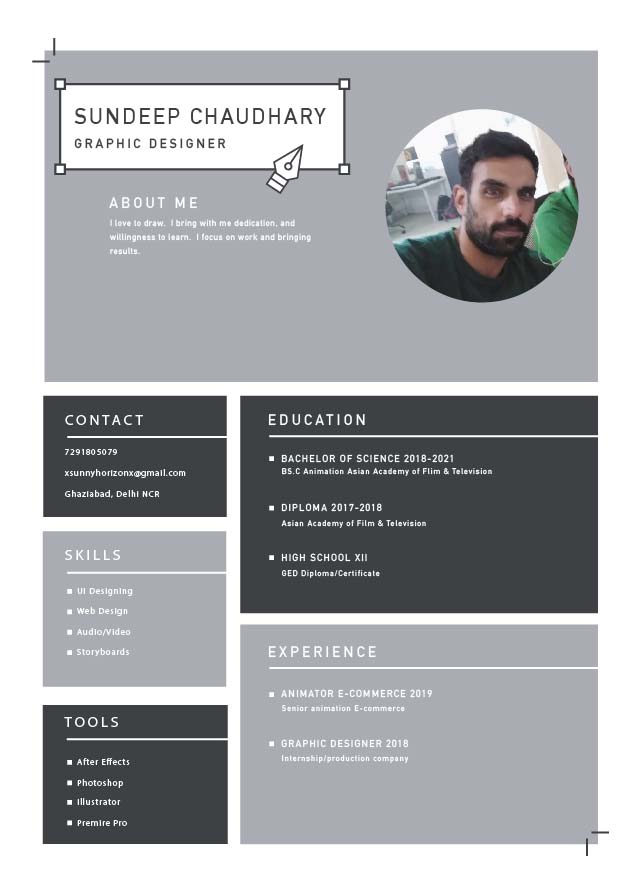 SUNDEEP CHAUDHARY
GRAPHIC DESIGNER
ABOUT ME
I love to draw.  I bring with me dedication, and
willingness to learn.  I focus on work and bringing
results.
CONTACT
7291805079
xsunnyhorizonx@gmail.com
Ghaziabad, Delhi NCR
SKILLS
UI Designing
Web Design
Audio/Video
Storyboards
TOOLS
After Effects
Photoshop
Illustrator
Premire Pro
EDUCATION
BACHELOR OF SCIENCE 2018-2021
BS.C Animation Asian Academy of Flim & Television
DIPLOMA 2017-2018
Asian Academy of Film & Television
HIGH SCHOOL XII
GED Diploma/Certificate
EXPERIENCE
ANIMATOR E-COMMERCE 2019
Senior animation E-commerce
GRAPHIC DESIGNER 2018
Internship/production company